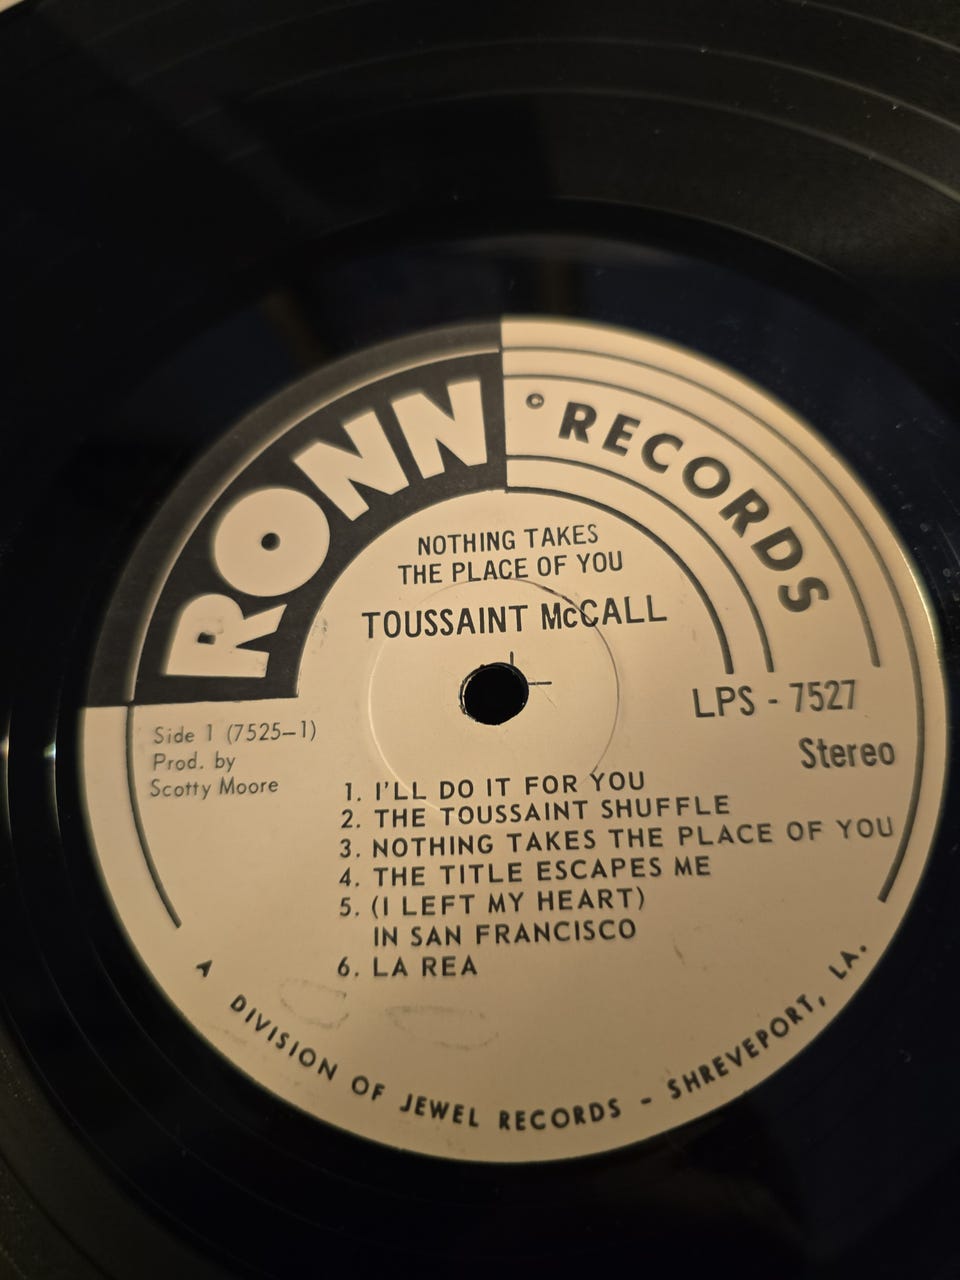 RONN
© RECORDS
NOTHING TAKES
THE PLACE OF YOU
TOUSSAINT McCALL
LPS - 7527
Stereo
Side 1 (7525-1)
Prod. by
Scotty Moore
1. I'LL DO IT FOR YOU
2. THE TOUSSAINT SHUFFLE
3. NOTHING TAKES THE PLACE OF YOU
4. THE TITLE ESCAPES ME
5. (I LEFT MY HEART)
IN SAN FRANCISCO
6. LA REA
A DIVISION OF JEWEL RECORDS - SHREVEPORT, LA.